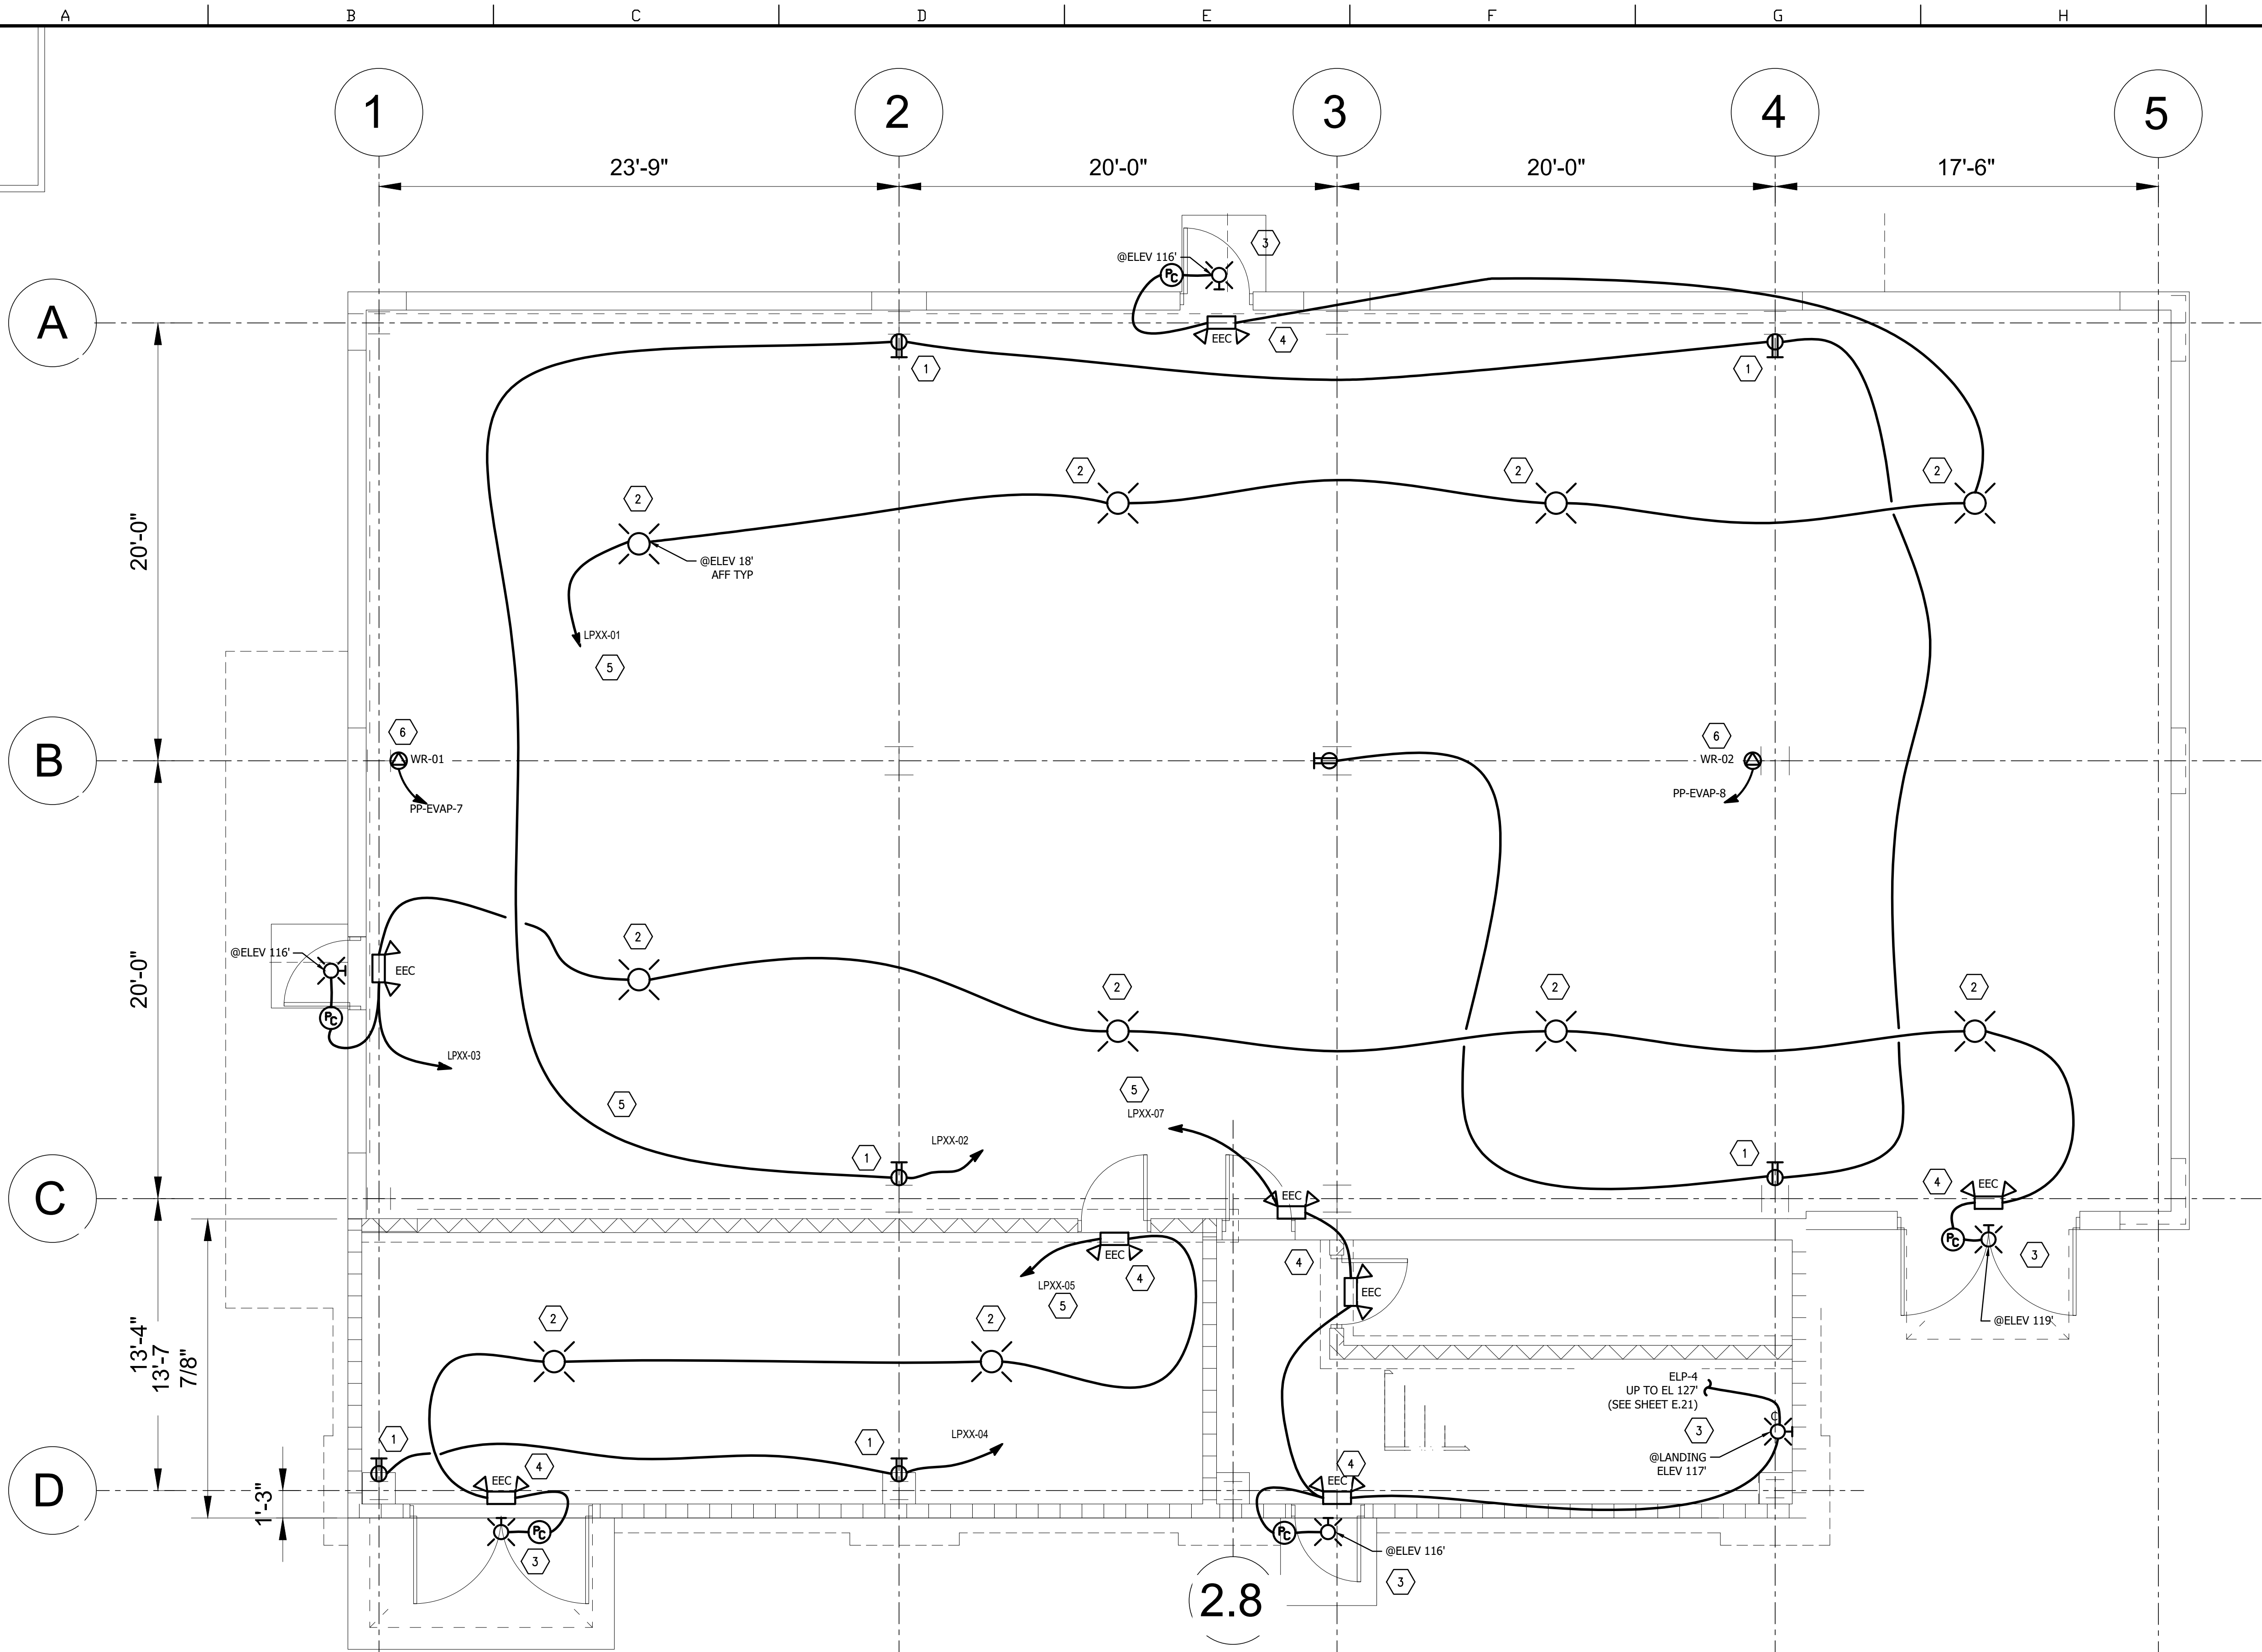 A B C D E F G H
1 2 3 4 5
23'-9" 20'-0" 20'-0" 17'-6"
3
@ELEV 116'
PC
A
EEC 4
1 1
2 2 2
2
20'-0"
@ELEV 18'
AFF TYP
LPXX-01
5
6 6
B WR-01 WR-02
PP-EVAP-7 PP-EVAP-8
2
@ELEV 116' EEC
20'-0"
2 2 2
PC
LPXX-03
5 5
LPXX-07
LPXX-02
1 1
4 EEC
EEC
C
PC 3
EEC 4
4
LPXX-05
5
EEC
2 2
@ELEV 119'
13'-4"
13'-7
7/8"
ELP-4
UP TO EL 127'
(SEE SHEET E.21)
C
3
@LANDING
ELEV 117'
1 1 LPXX-04
4 4
EEC EEC
D
1'-3"
PC PC
3
@ELEV 116'
3
2.8